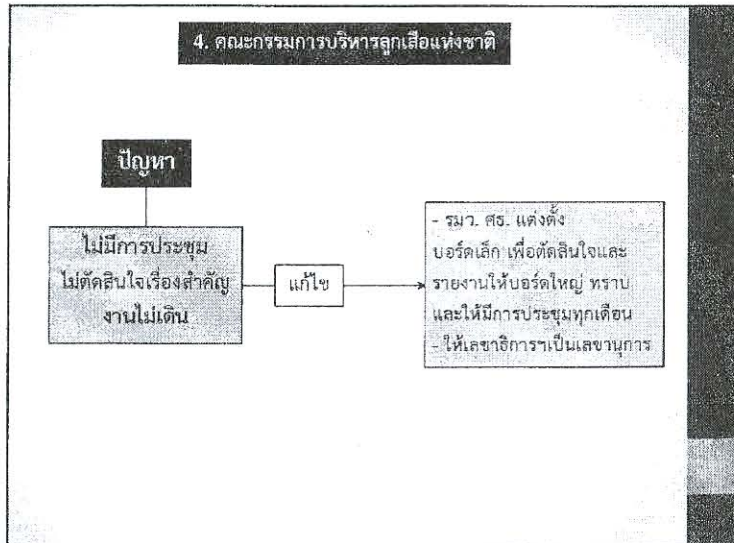 4. คณะกรรมการบริหารลูกเสือแห่งชาติ
ปัญหา
ไม่มีการประชุม
ไม่ตัดสินใจเรื่องสำคัญ
งานไม่เดิน
แก้ไข
- รมว. ศธ. แต่งตั้ง
บอร์ดเล็ก เพื่อตัดสินใจและ
รายงานให้บอร์ดใหญ่ ทราบ
และให้มีการประชุมทุกเดือน
- ให้เลขาธิการฯเป็นเลขานุการ